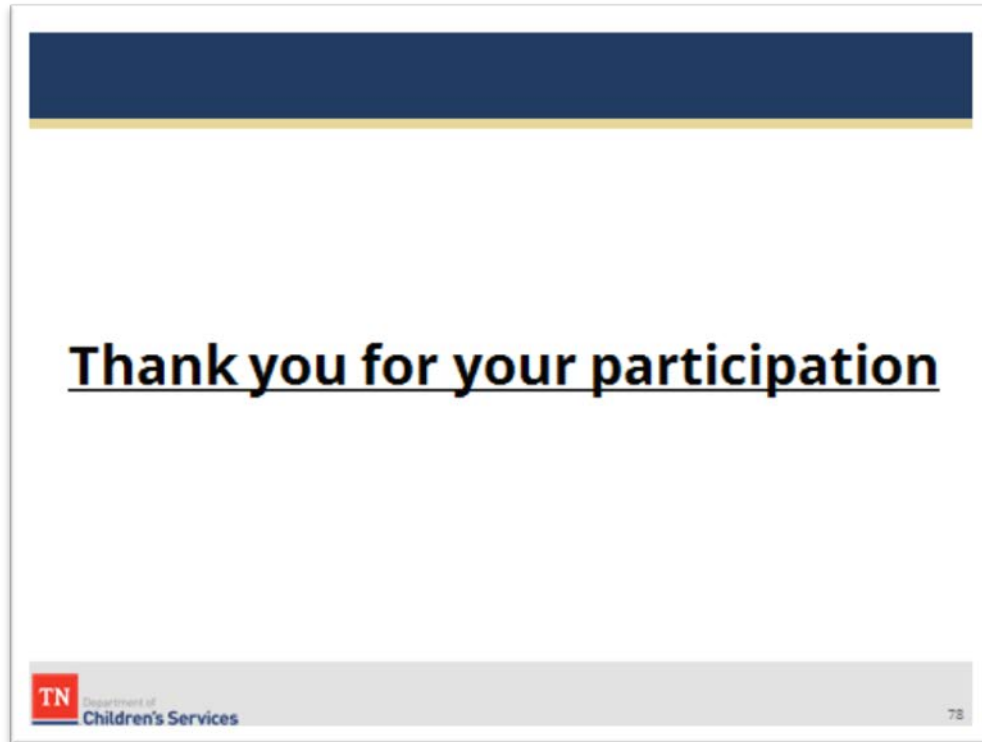 Thank you for your participation
TN
Department of
Children's Services
78